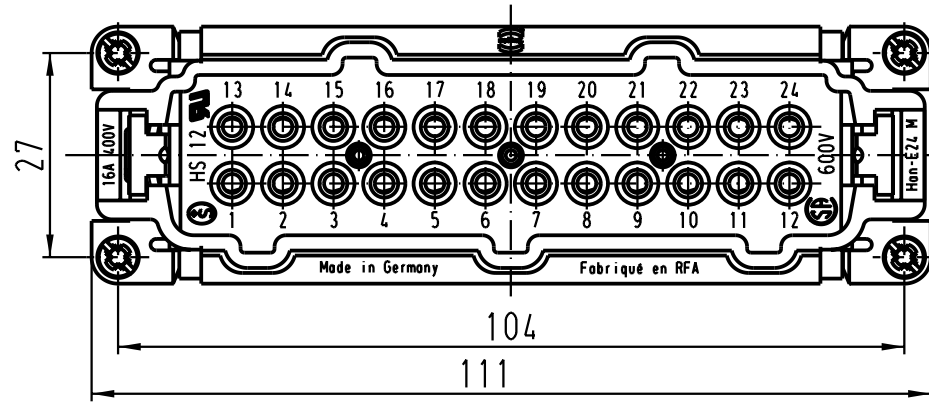 13 14 15 16 17 18 19 20 21 22 23 24
HS 12
600V
16A 400V
Han-E24 M
27
1 2 3 4 5 6 7 8 9 10 11 12
Made in Germany Fabriqué en RFA
104
111